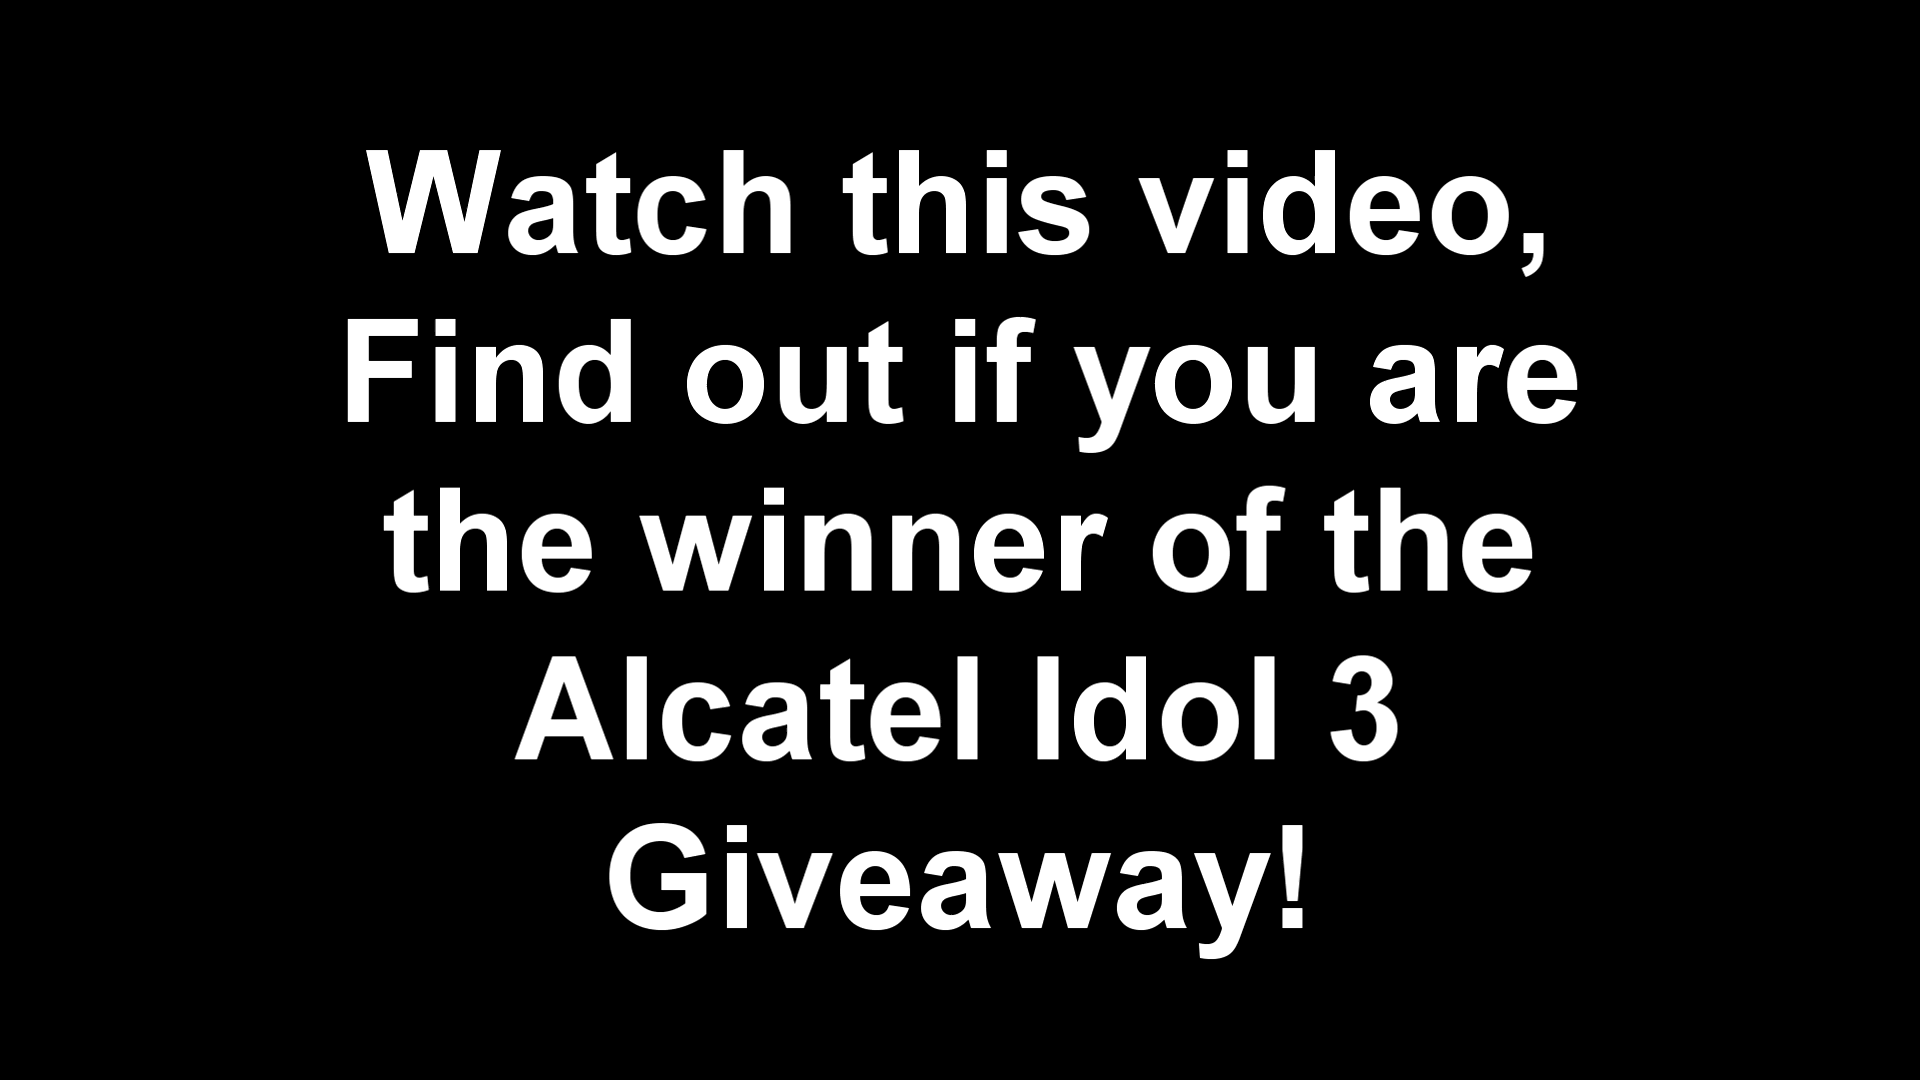 Watch this video,
Find out if you are
the winner of the
Alcatel Idol 3
Giveaway!